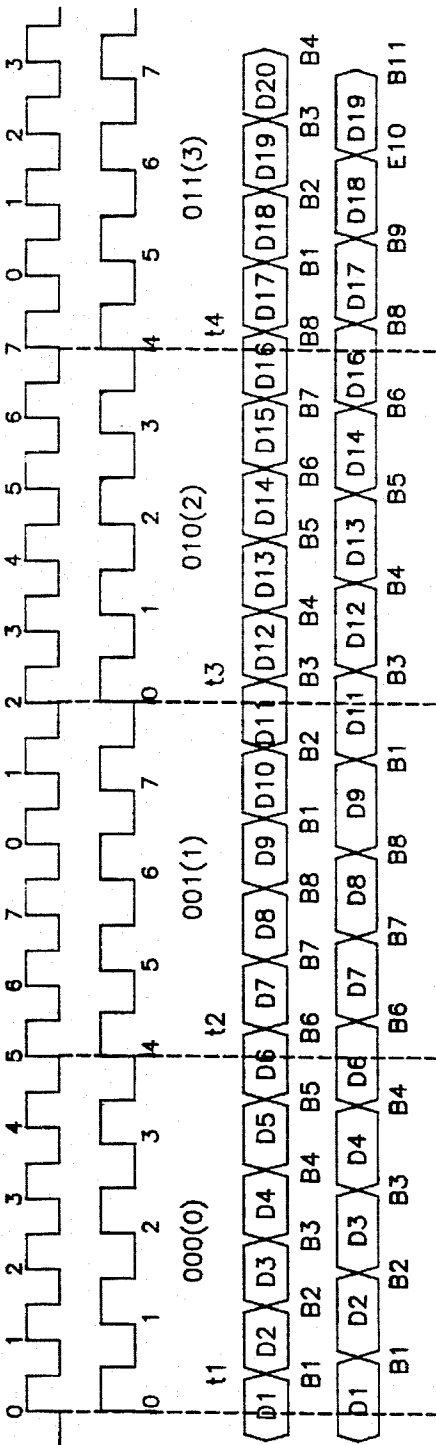 0 1 2 3 4 5 6 7 0 1 2 3 4 5 6 7 0 1 2 3
0 1 2 3 4 5 6 7 0 1 2 3 4 5 6 7
000(0) 001(1) 010(2) 011(3)
t1 t2 t3 t4
D1 D2 D3 D4 D5 D6 D7 D8 D9 D10 D11 D12 D13 D14 D15 D16 D17 D18 D19 D20
B1 B2 B3 B4 B5 B6 B7 B8 B1 B2 B3 B4 B5 B6 B7 B8 B1 B2 B3 B4
D1 D2 D3 D4 D6 D7 D8 D9 D11 D12 D13 D14 D16 D17 D18 D19
B1 B2 B3 B4 B6 B7 B8 B1 B3 B4 B5 B6 B8 B9 E10 B11